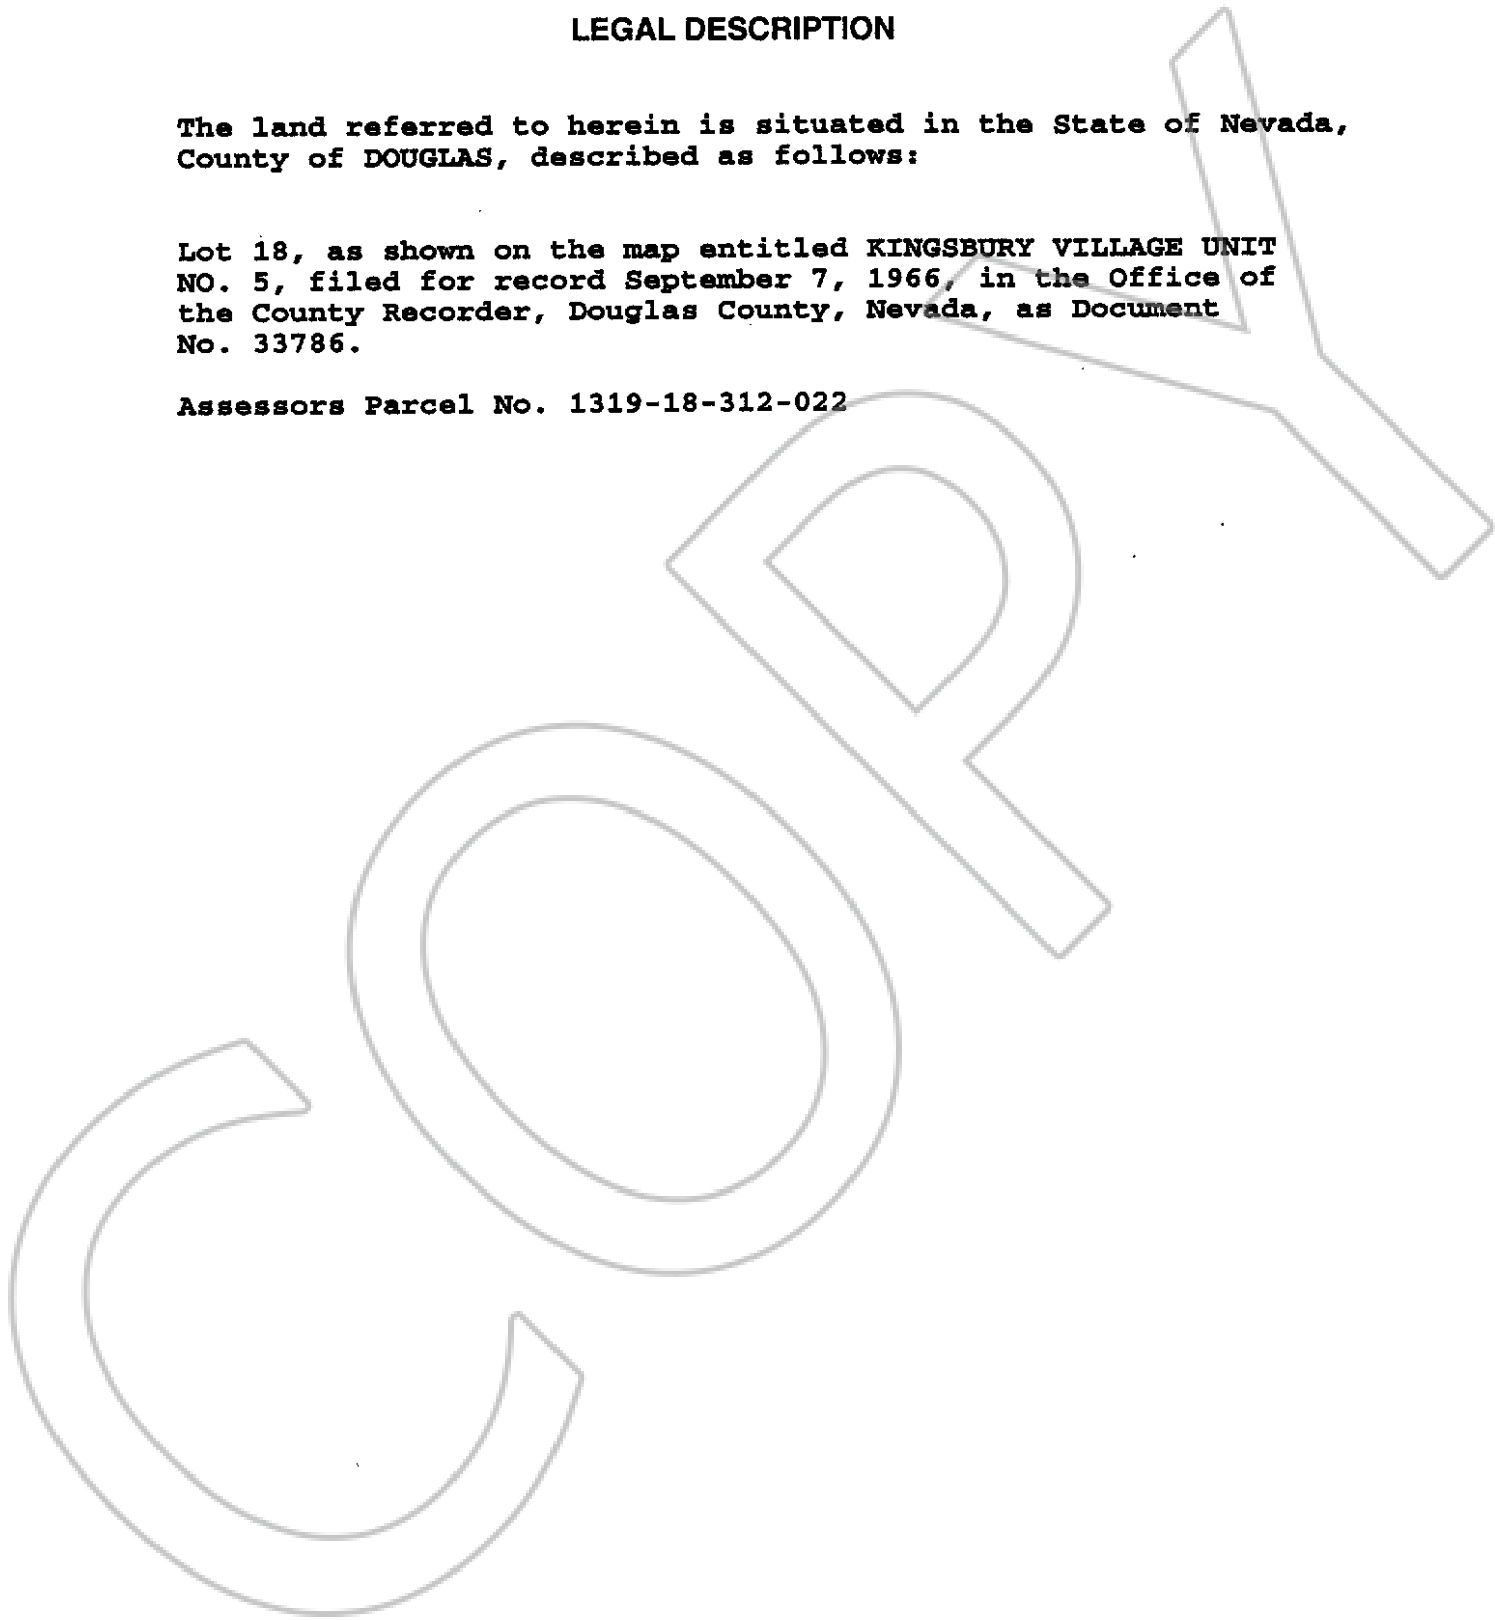 LEGAL DESCRIPTION
The land referred to herein is situated in the State of Nevada,
County of DOUGLAS, described as follows:
Lot 18, as shown on the map entitled KINGSBURY VILLAGE UNIT
NO. 5, filed for record September 7, 1966, in the Office of
the County Recorder, Douglas County, Nevada, as Document
No. 33786.
Assessors Parcel No. 1319-18-312-022
COPY